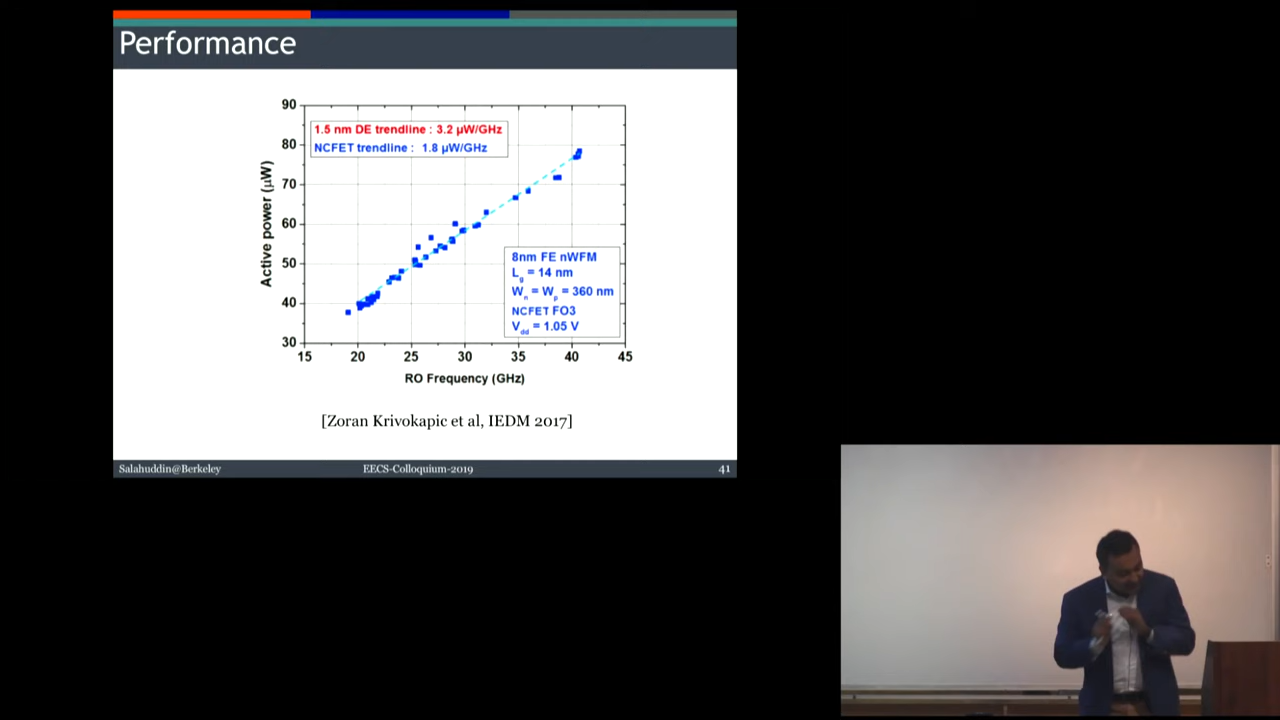 Performance
90
80
70
60
50
40
30
Active power (μW)
1.5 nm DE trendline : 3.2 μW/GHz
NCFET trendline : 1.8 μW/GHz
8nm FE nWFM
Lg = 14 nm
Wn = Wp = 360 nm
NCFET FO3
Vdd = 1.05 V
15 20 25 30 35 40 45
RO Frequency (GHz)
[Zoran Krivokapic et al, IEDM 2017]
Salahuddin@Berkeley EECS-Colloquium-2019 41